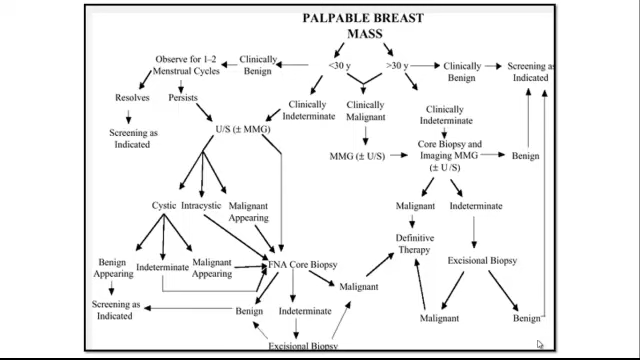 PALPABLE BREAST
MASS
Observe for 1–2
Menstrual Cycles
Clinically
Benign
<30 y
>30 y
Clinically
Benign
Screening as
Indicated
Resolves
Persists
Clinically
Indeterminate
Clinically
Malignant
Clinically
Indeterminate
Screening as
Indicated
U/S (± MMG)
MMG (± U/S)
Core Biopsy and
Imaging MMG
(± U/S)
Benign
Cystic
Intracystic
Malignant
Appearing
Malignant
Indeterminate
Definitive
Therapy
Benign
Appearing
Indeterminate
Malignant
Appearing
FNA Core Biopsy
Excisional Biopsy
Malignant
Screening as
Indicated
Benign
Indeterminate
Malignant
Benign
Excisional Biopsy